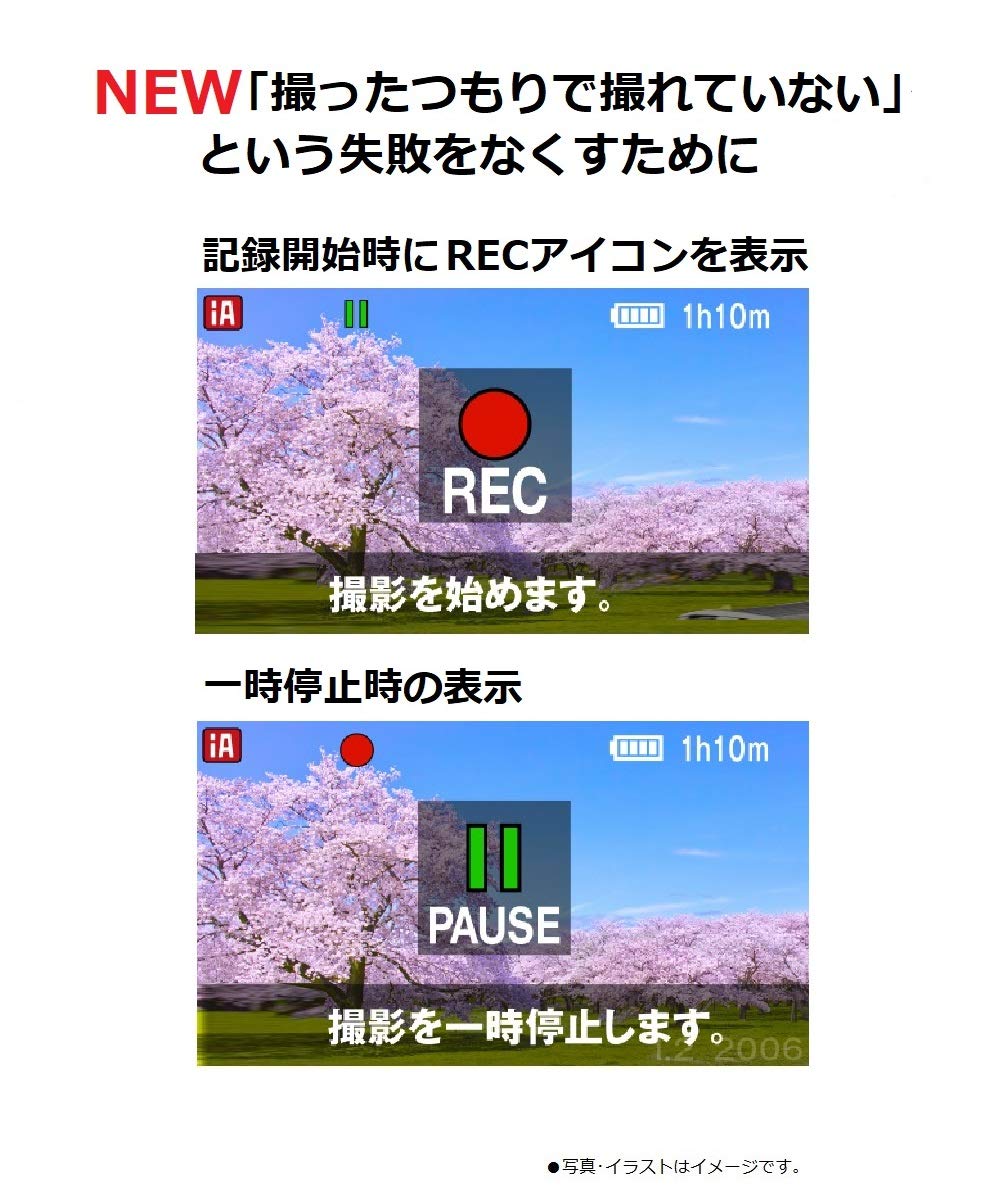 NEW「撮ったつもりで撮れていない」
という失敗をなくすために
記録開始時にRECアイコンを表示
iA
1h10m
REC
撮影を始めます。
一時停止時の表示
iA
1h10m
PAUSE
撮影を一時停止します。
1.2 2006
●写真・イラストはイメージです。